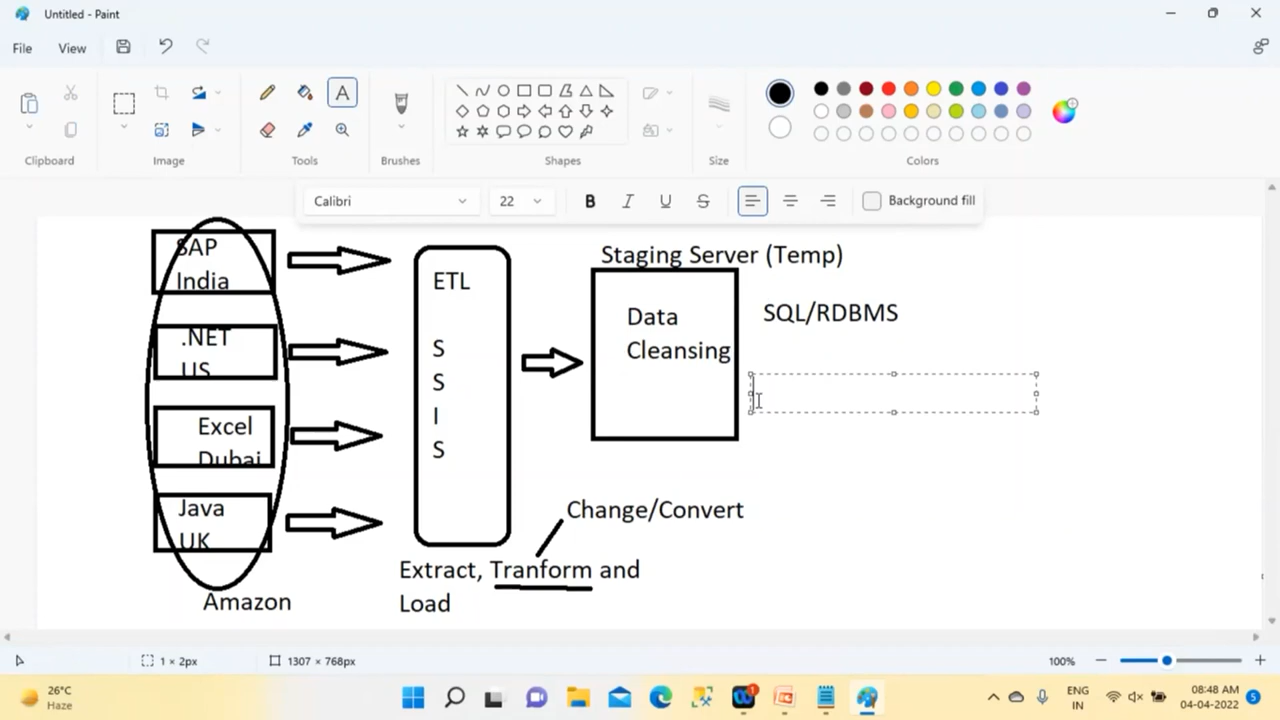 Untitled - Paint
File View
Clipboard
Image
Tools
Brushes
Shapes
Size
Colors
Calibri
22
B I U S
Background fill
SAP
India
.NET
US
Excel
Dubai
Java
UK
Amazon
ETL
S
S
I
S
Extract, Tranform and
Load
Change/Convert
Staging Server (Temp)
Data
Cleansing
SQL/RDBMS
1 × 2px
1307 × 768px
100%
26°C
Haze
1
ENG
IN
08:48 AM
04-04-2022
5